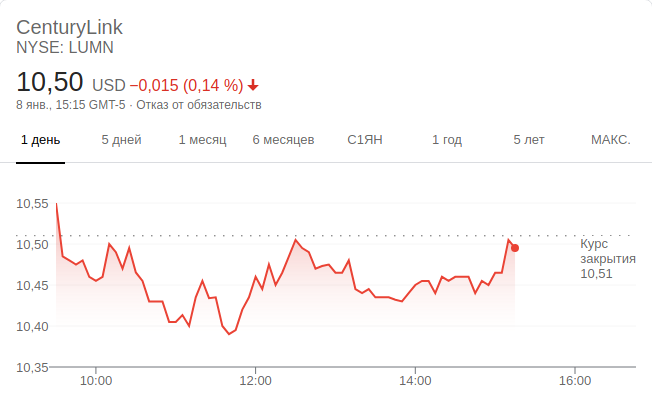 CenturyLink
NYSE: LUMN
10,50 USD −0,015 (0,14 %)
8 янв., 15:15 GMT-5 · Отказ от обязательств
1 день 5 дней 1 месяц 6 месяцев С1ЯН 1 год 5 лет МАКС.
10,55
10,50
Курс
закрытия
10,51
10,45
10,40
10,35
10:00 12:00 14:00 16:00